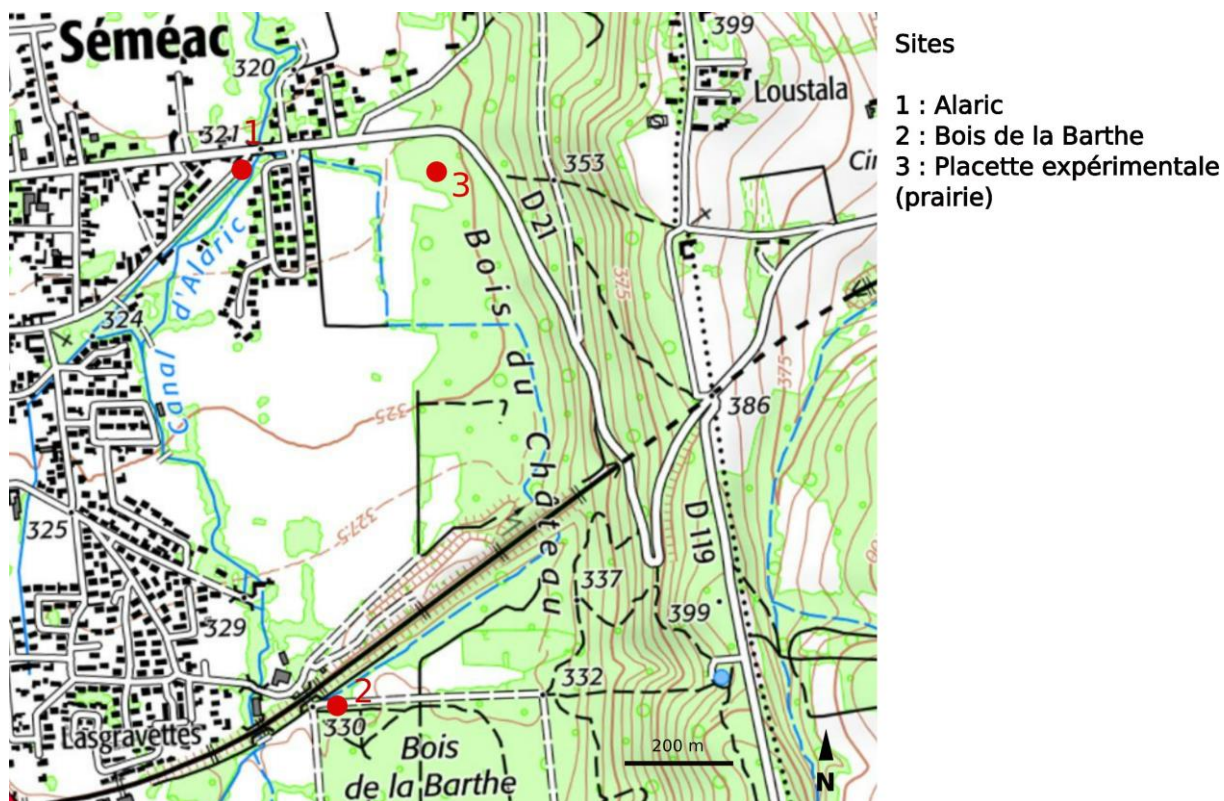 Séméac
320
321
1
399
Loustala
Cir
353
3
D 21
Bois du Château
375
Canal d'Alaric
324
325
386
375
327.5
325
D 119
337
399
00
329
332
2
330
Lasgravettes
Bois
de la Barthe
200 m
N
Sites
1 : Alaric
2 : Bois de la Barthe
3 : Placette expérimentale
(prairie)